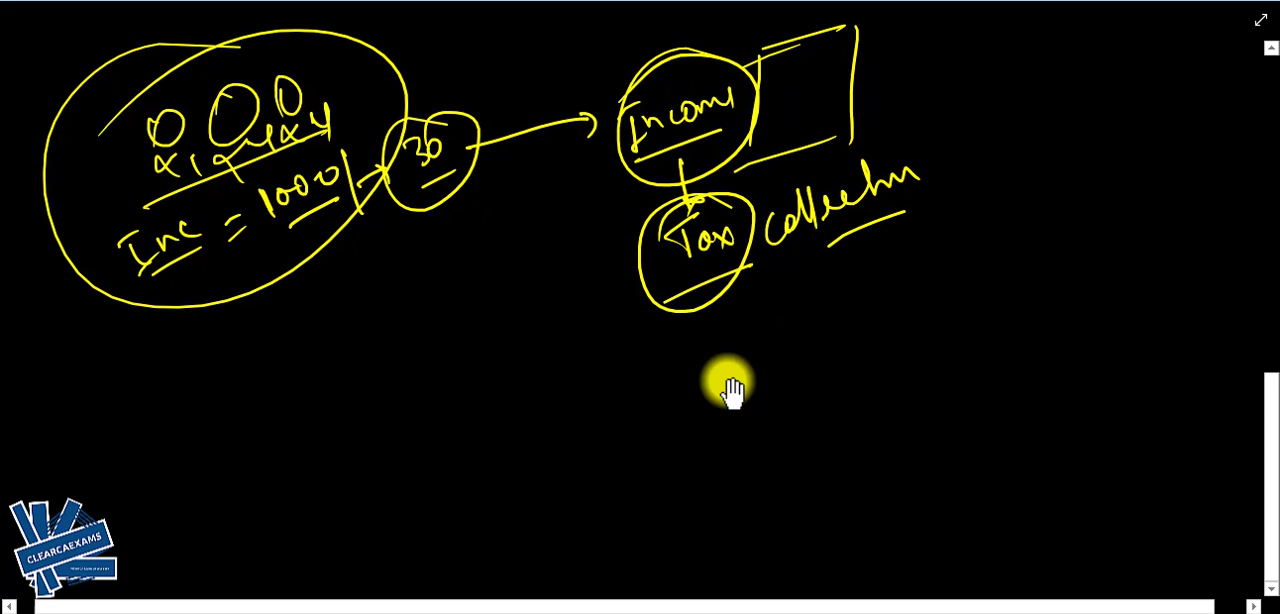 Inc = 1000/
30
Income
Tax collection
CLEARCAEXAMS